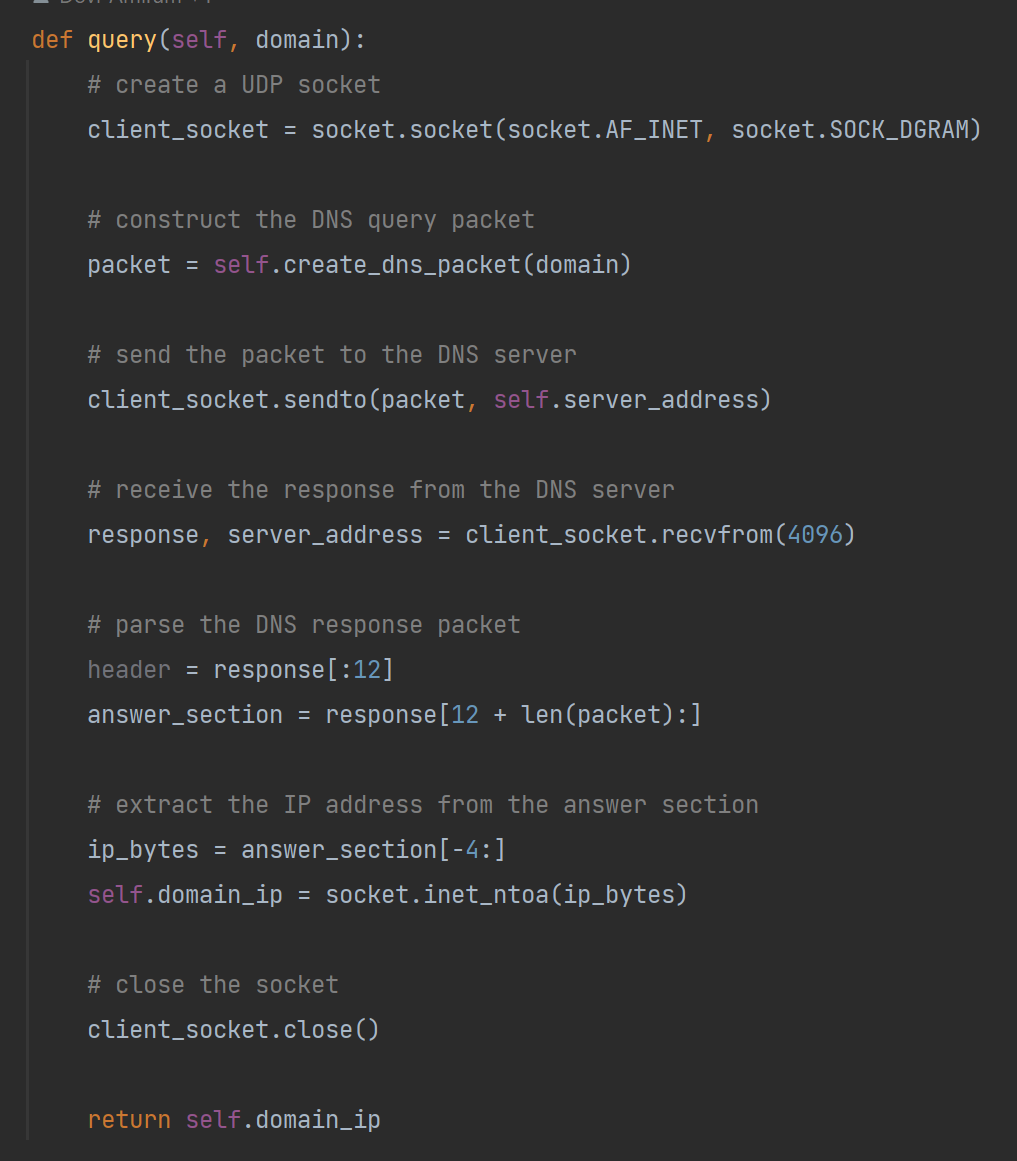 def query(self, domain):
    # create a UDP socket
    client_socket = socket.socket(socket.AF_INET, socket.SOCK_DGRAM)
    # construct the DNS query packet
    packet = self.create_dns_packet(domain)
    # send the packet to the DNS server
    client_socket.sendto(packet, self.server_address)
    # receive the response from the DNS server
    response, server_address = client_socket.recvfrom(4096)
    # parse the DNS response packet
    header = response[:12]
    answer_section = response[12 + len(packet):]
    # extract the IP address from the answer section
    ip_bytes = answer_section[-4:]
    self.domain_ip = socket.inet_ntoa(ip_bytes)
    # close the socket
    client_socket.close()
    return self.domain_ip